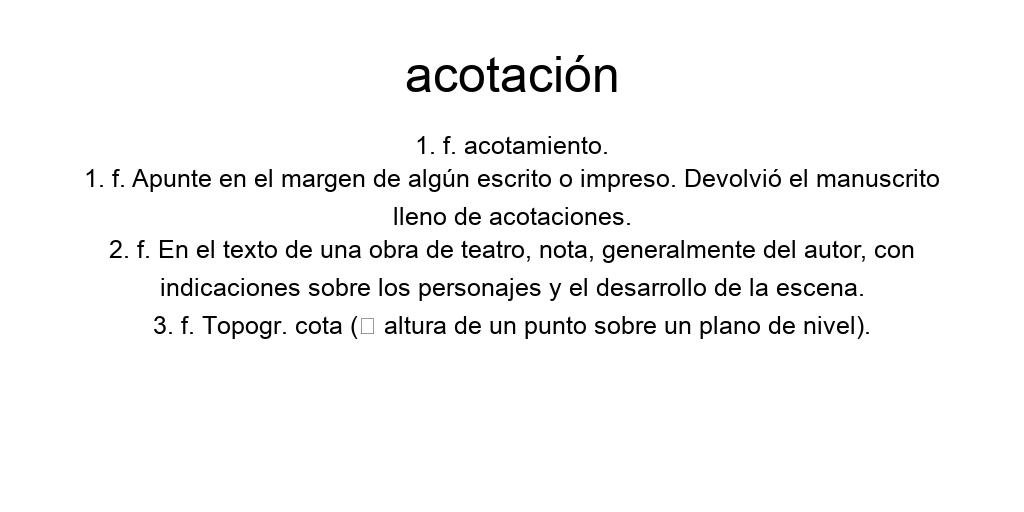 acotación
1. f. acotamiento.
1. f. Apunte en el margen de algún escrito o impreso. Devolvió el manuscrito
lleno de acotaciones.
2. f. En el texto de una obra de teatro, nota, generalmente del autor, con
indicaciones sobre los personajes y el desarrollo de la escena.
3. f. Topogr. cota (□ altura de un punto sobre un plano de nivel).